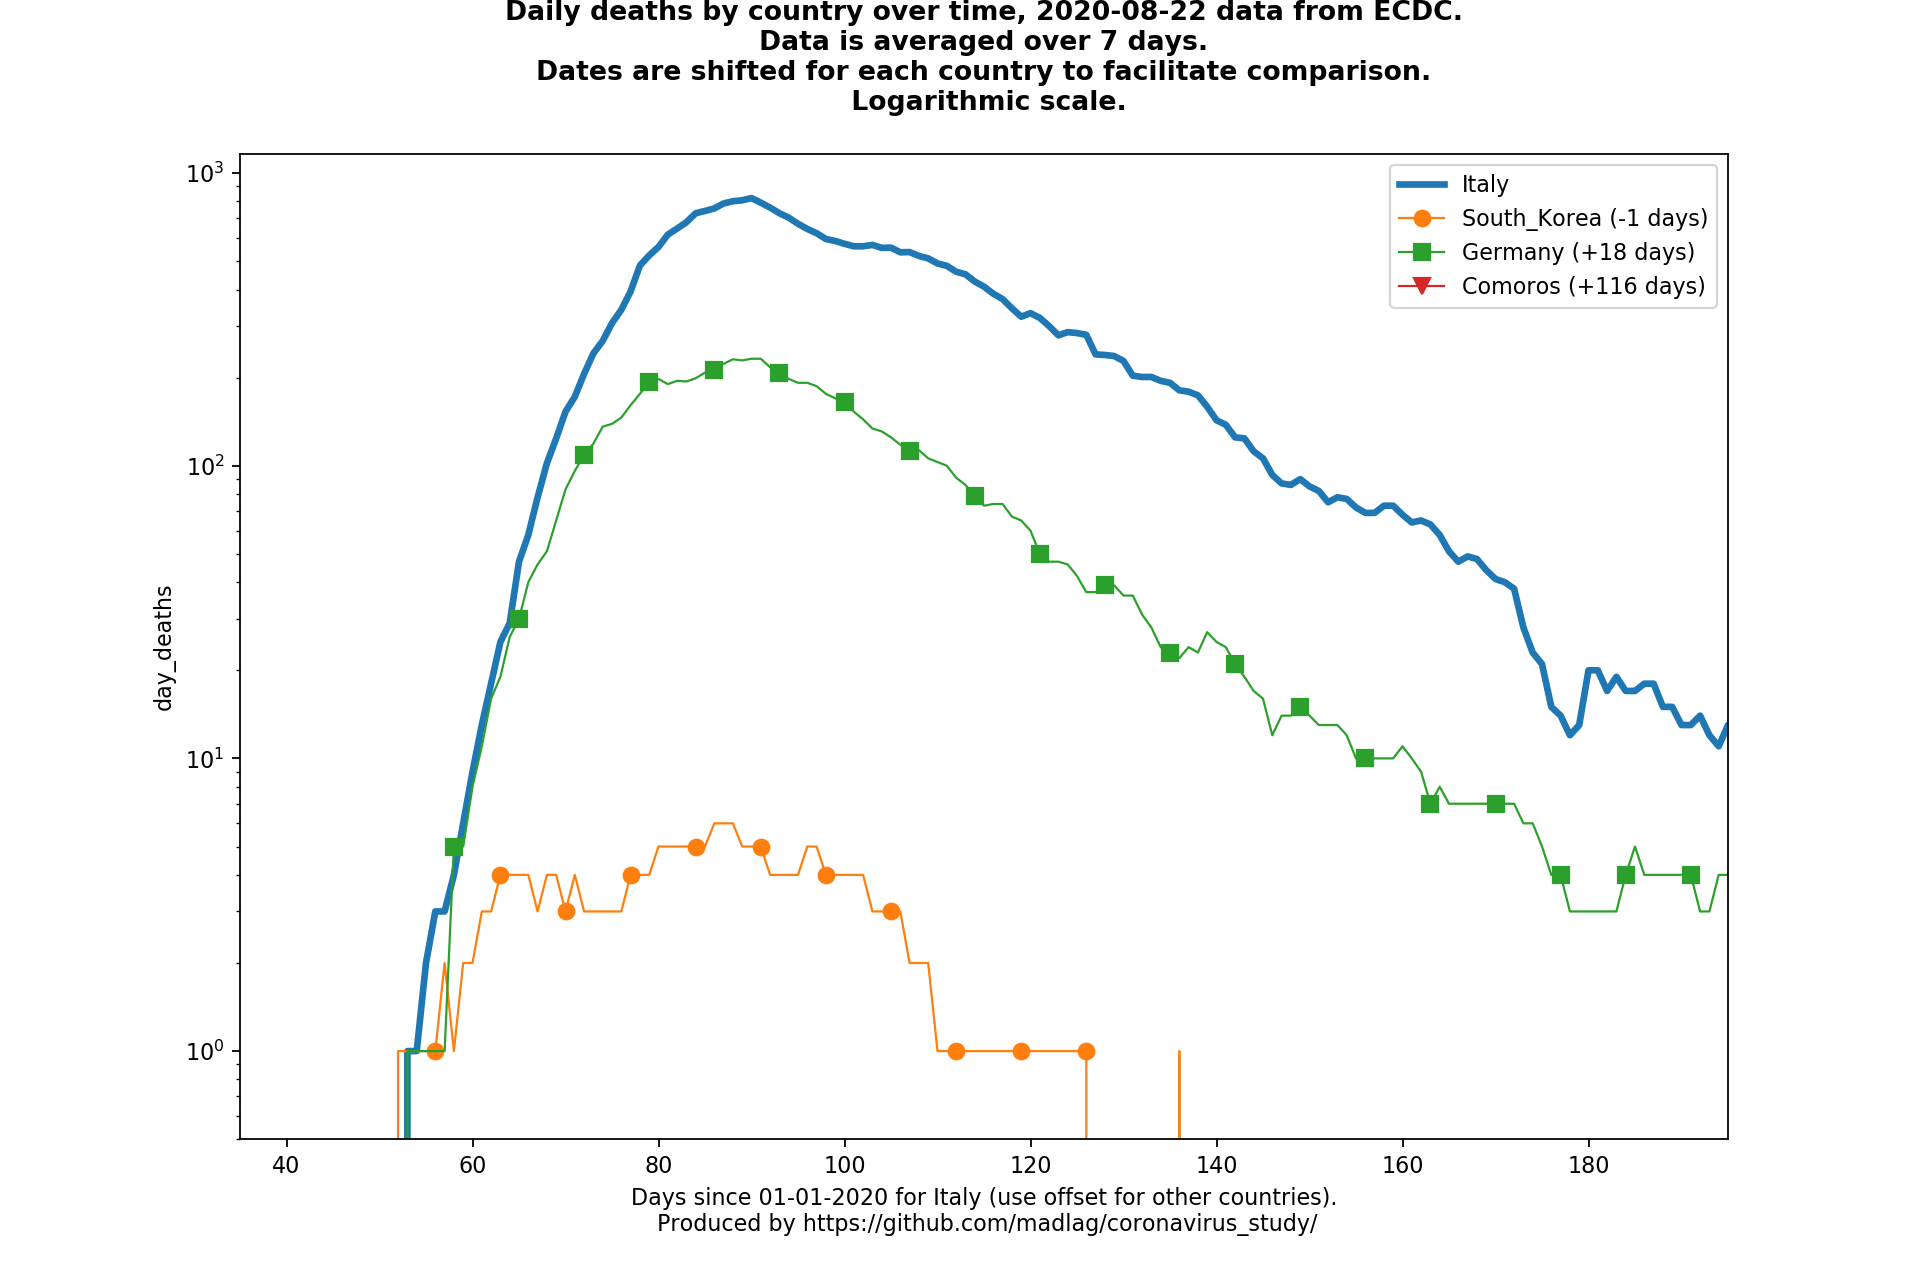 Daily deaths by country over time, 2020-08-22 data from ECDC.
Data is averaged over 7 days.
Dates are shifted for each country to facilitate comparison.
Logarithmic scale.
Italy
South_Korea (-1 days)
Germany (+18 days)
Comoros (+116 days)
day_deaths
10³
10²
10¹
10⁰
40 60 80 100 120 140 160 180
Days since 01-01-2020 for Italy (use offset for other countries).
Produced by https://github.com/madlag/coronavirus_study/